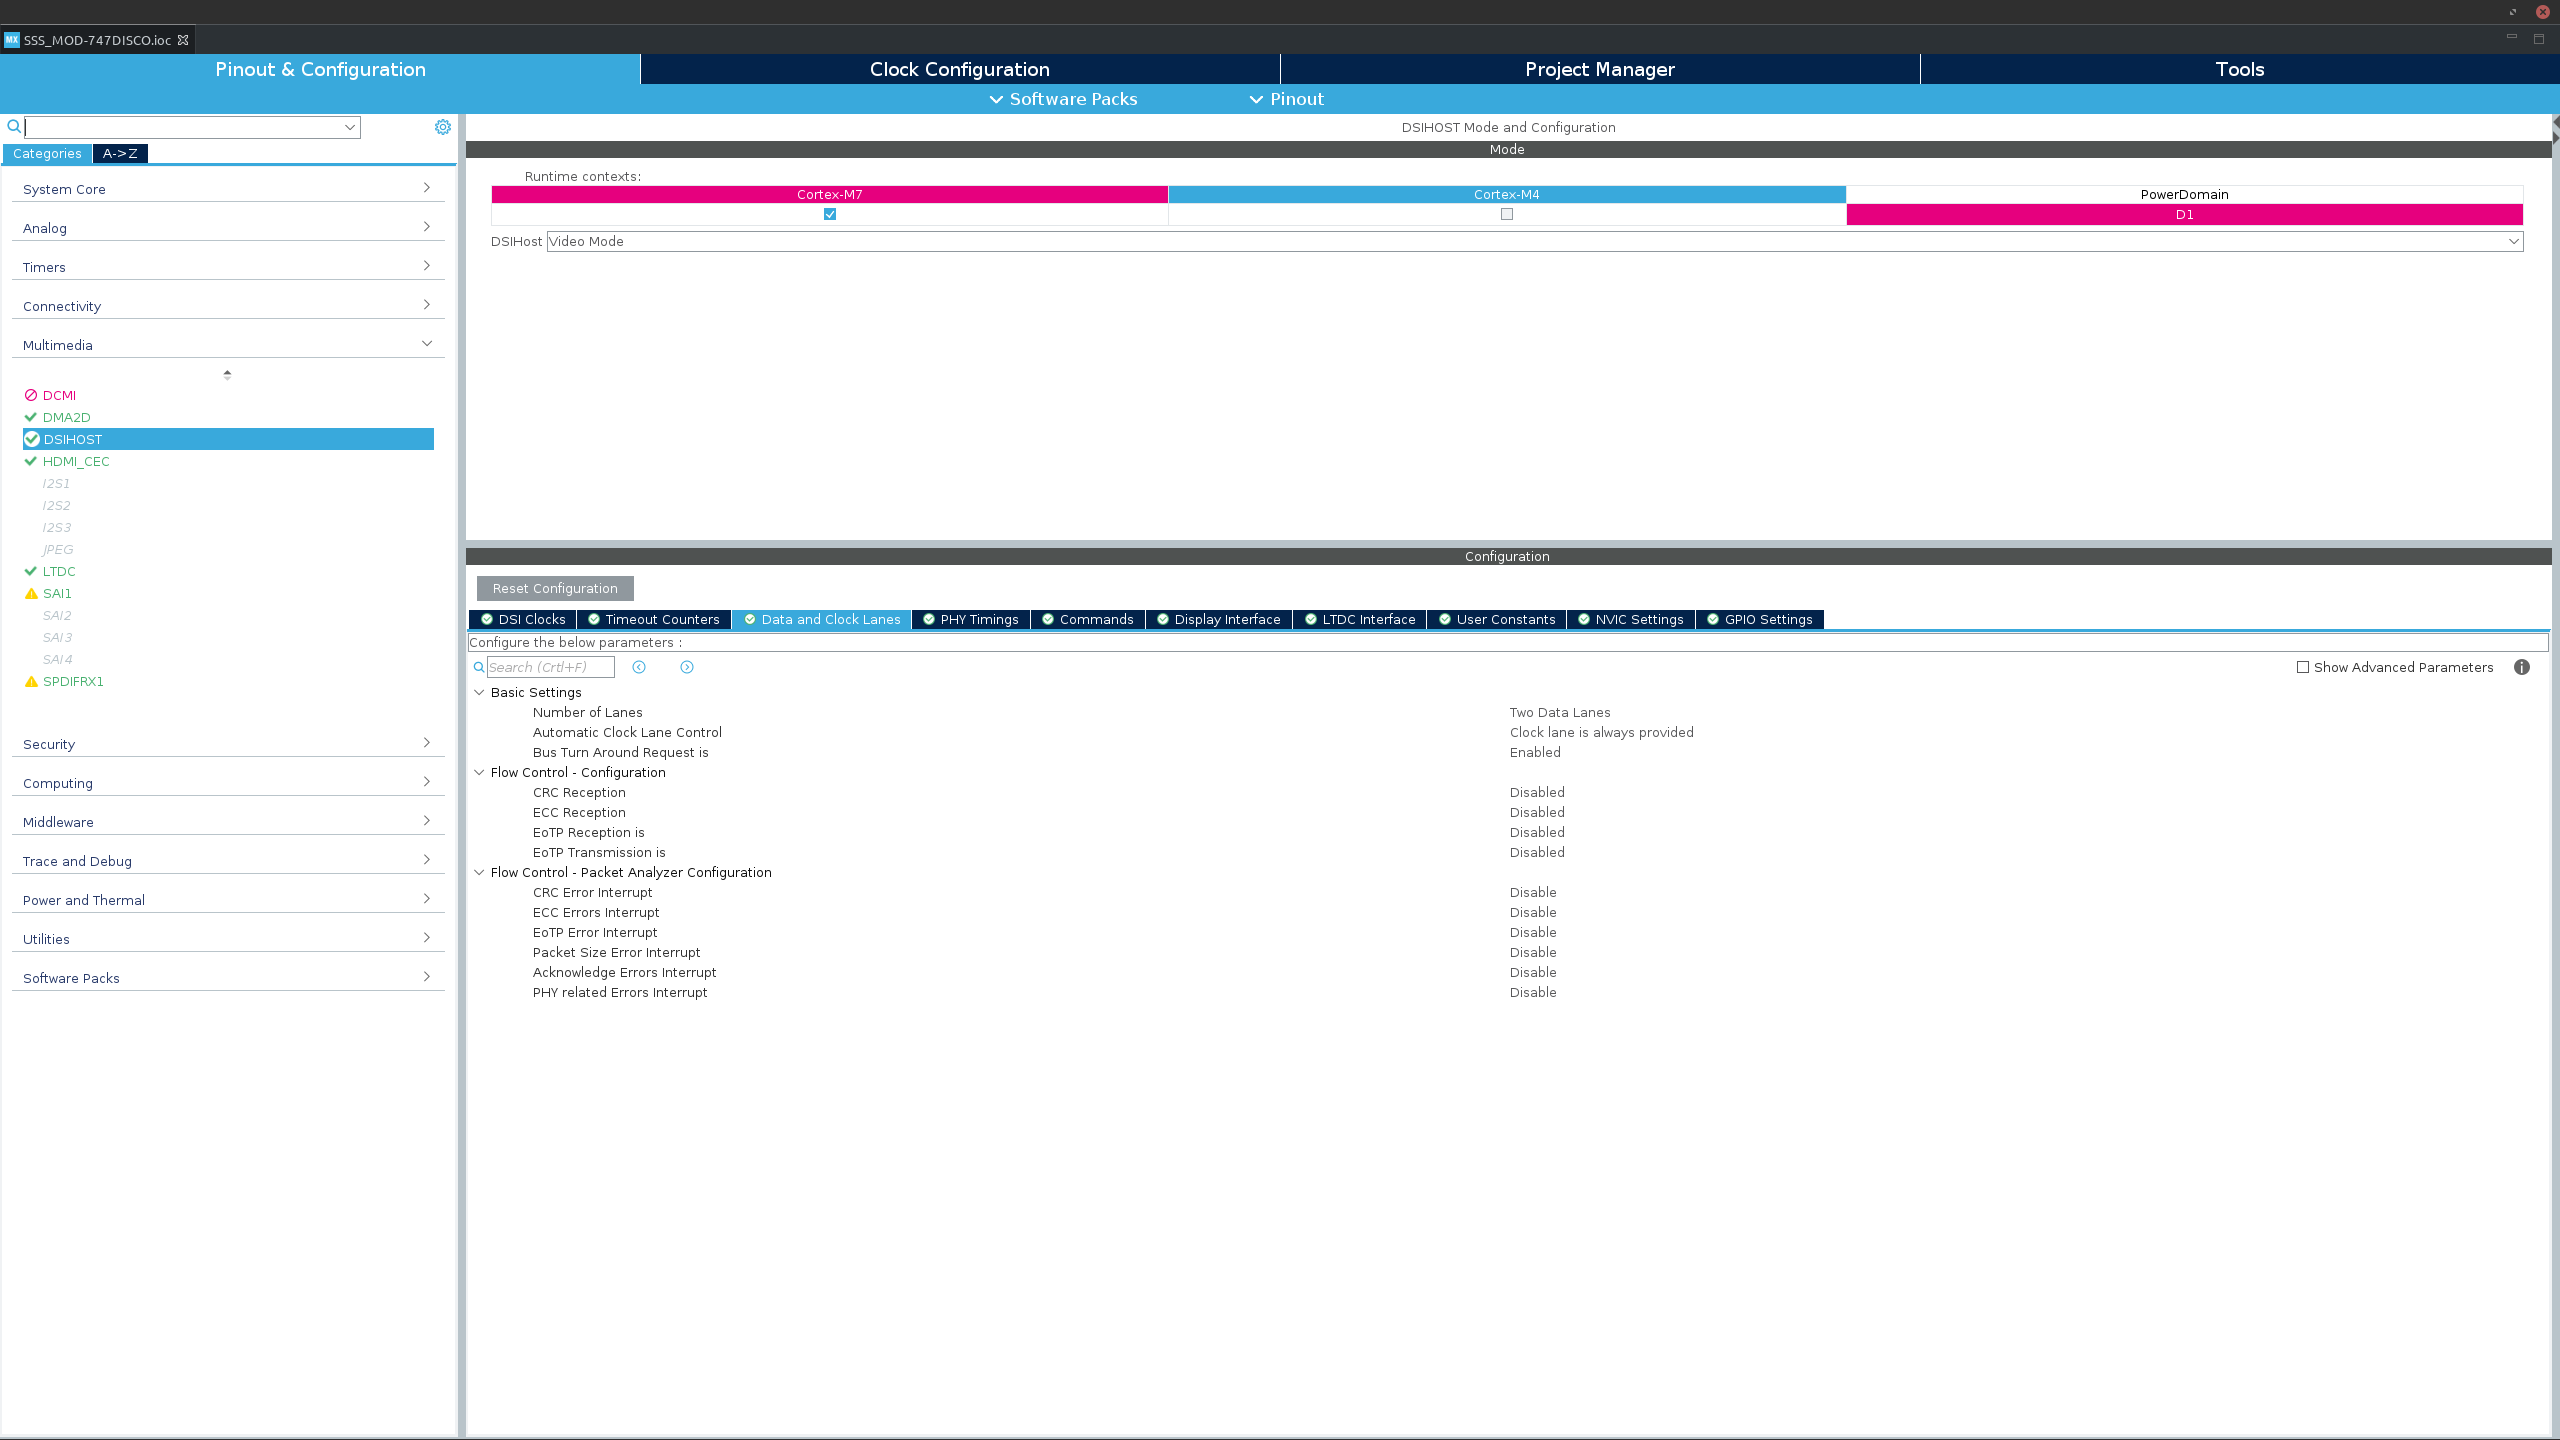 SSS_MOD-747DISCO.ioc
Pinout & Configuration
Clock Configuration
Project Manager
Tools
Software Packs
Pinout
Categories
A->Z
System Core
Analog
Timers
Connectivity
Multimedia
DCMI
DMA2D
DSIHOST
HDMI_CEC
I2S1
I2S2
I2S3
JPEG
LTDC
SAI1
SAI2
SAI3
SAI4
SPDIFRX1
Security
Computing
Middleware
Trace and Debug
Power and Thermal
Utilities
Software Packs
DSIHOST Mode and Configuration
Mode
Runtime contexts:
Cortex-M7 Cortex-M4 PowerDomain
D1
DSIHost Video Mode
Configuration
Reset Configuration
DSI Clocks Timeout Counters Data and Clock Lanes PHY Timings Commands Display Interface LTDC Interface User Constants NVIC Settings GPIO Settings
Configure the below parameters :
Search (Crtl+F)
Show Advanced Parameters
Basic Settings
Number of Lanes Two Data Lanes
Automatic Clock Lane Control Clock lane is always provided
Bus Turn Around Request is Enabled
Flow Control - Configuration
CRC Reception Disabled
ECC Reception Disabled
EoTP Reception is Disabled
EoTP Transmission is Disabled
Flow Control - Packet Analyzer Configuration
CRC Error Interrupt Disable
ECC Errors Interrupt Disable
EoTP Error Interrupt Disable
Packet Size Error Interrupt Disable
Acknowledge Errors Interrupt Disable
PHY related Errors Interrupt Disable